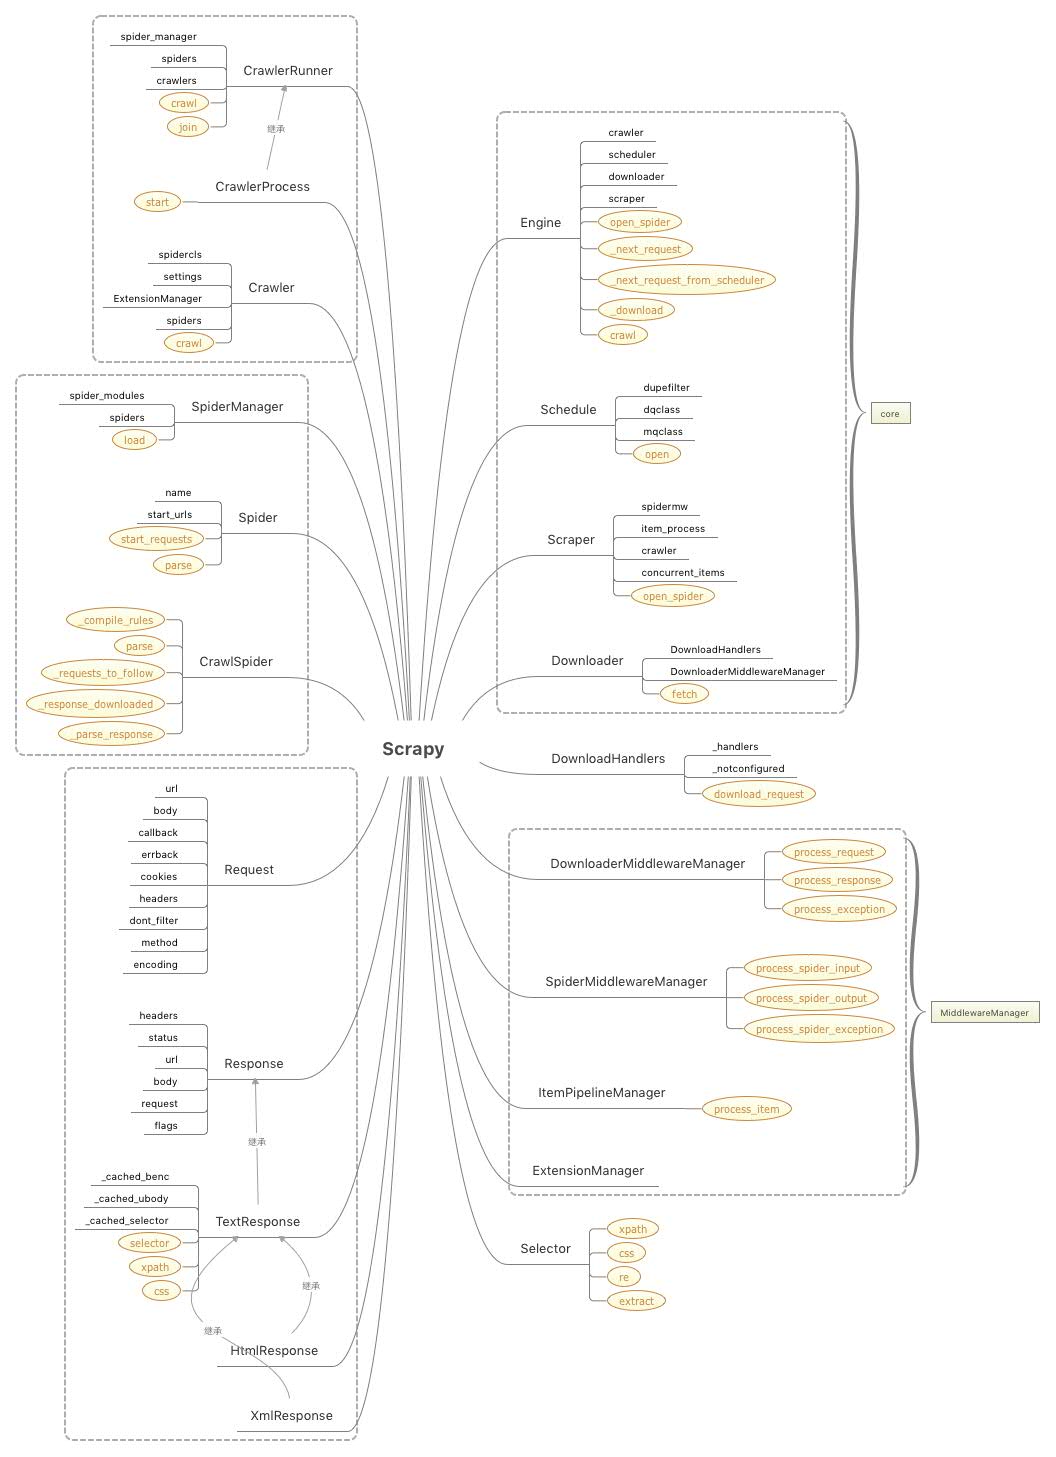 spider_manager
spiders
crawlers
crawl
join
CrawlerRunner
继承
CrawlerProcess
start
spidercls
settings
ExtensionManager
spiders
crawl
Crawler
spider_modules
spiders
load
SpiderManager
name
start_urls
start_requests
parse
Spider
_compile_rules
parse
_requests_to_follow
_response_downloaded
_parse_response
CrawlSpider
Scrapy
url
body
callback
errback
cookies
headers
dont_filter
method
encoding
Request
headers
status
url
body
request
flags
Response
继承
_cached_benc
_cached_ubody
_cached_selector
selector
xpath
css
TextResponse
继承
继承
HtmlResponse
XmlResponse
Engine
crawler
scheduler
downloader
scraper
open_spider
_next_request
_next_request_from_scheduler
_download
crawl
Schedule
dupefilter
dqclass
mqclass
open
Scraper
spidermw
item_process
crawler
concurrent_items
open_spider
Downloader
DownloadHandlers
DownloaderMiddlewareManager
fetch
core
DownloadHandlers
_handlers
_notconfigured
download_request
DownloaderMiddlewareManager
process_request
process_response
process_exception
SpiderMiddlewareManager
process_spider_input
process_spider_output
process_spider_exception
ItemPipelineManager
process_item
ExtensionManager
MiddlewareManager
Selector
xpath
css
re
extract